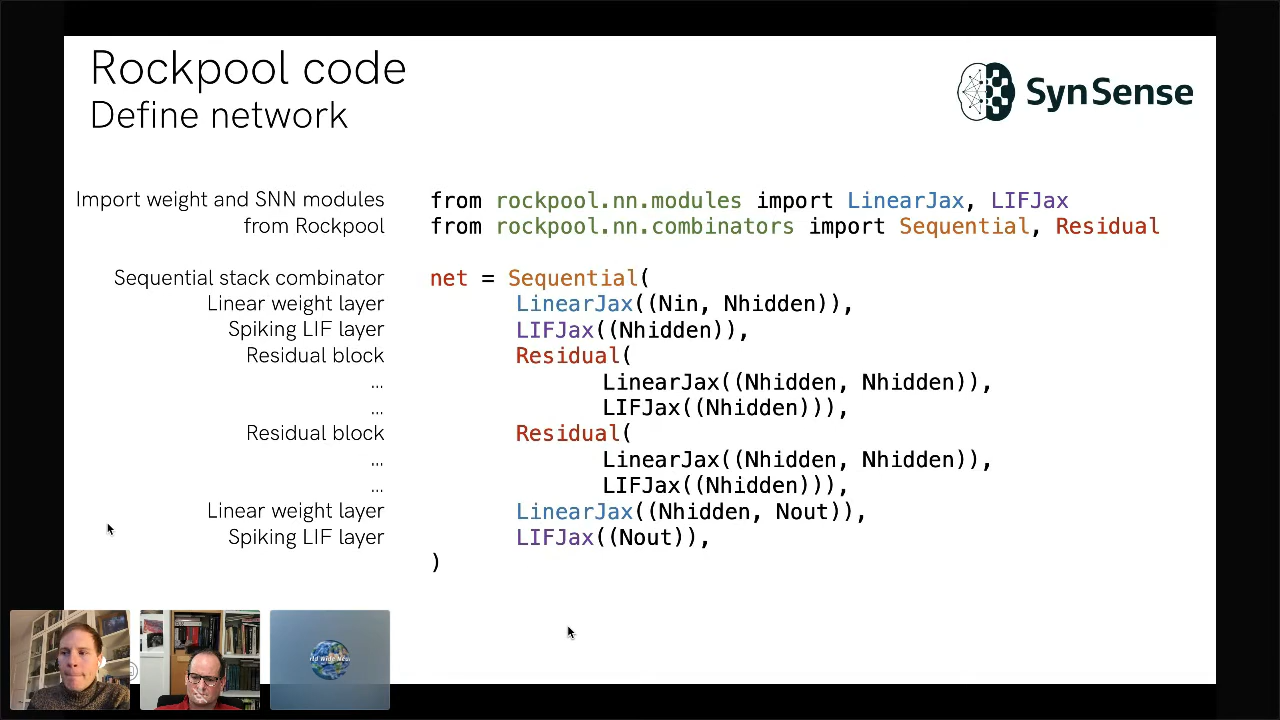 Rockpool code
Define network
SynSense
Import weight and SNN modules
from Rockpool
from rockpool.nn.modules import LinearJax, LIFJax
from rockpool.nn.combinators import Sequential, Residual
Sequential stack combinator net = Sequential(
Linear weight layer LinearJax((Nin, Nhidden)),
Spiking LIF layer LIFJax((Nhidden)),
Residual block Residual(
... LinearJax((Nhidden, Nhidden)),
... LIFJax((Nhidden))),
Residual block Residual(
... LinearJax((Nhidden, Nhidden)),
... LIFJax((Nhidden))),
Linear weight layer LinearJax((Nhidden, Nout)),
Spiking LIF layer LIFJax((Nout)),
)